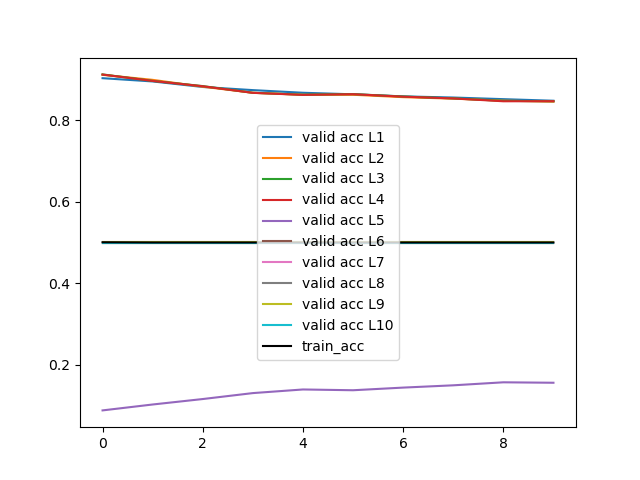 0.8
0.6
0.4
0.2
0
2
4
6
8
valid acc L1
valid acc L2
valid acc L3
valid acc L4
valid acc L5
valid acc L6
valid acc L7
valid acc L8
valid acc L9
valid acc L10
train_acc